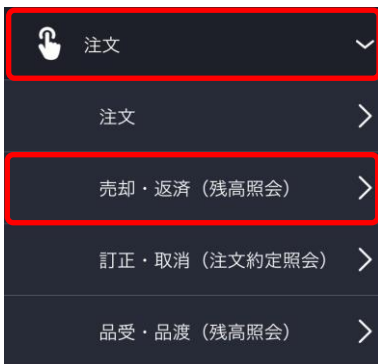 注文
注文
売却・返済（残高照会）
訂正・取消（注文約定照会）
品受・品渡（残高照会）